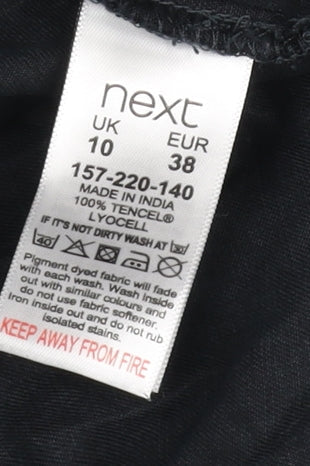 next
UK EUR
10 38
157-220-140
MADE IN INDIA
100% TENCEL®
LYOCELL
IF IT'S NOT DIRTY WASH AT 30°
40°
Pigment dyed fabric will fade
with each wash. Wash inside
out with similar colours and
do not use fabric softener.
Iron inside out and do not rub
isolated stains.
KEEP AWAY FROM FIRE